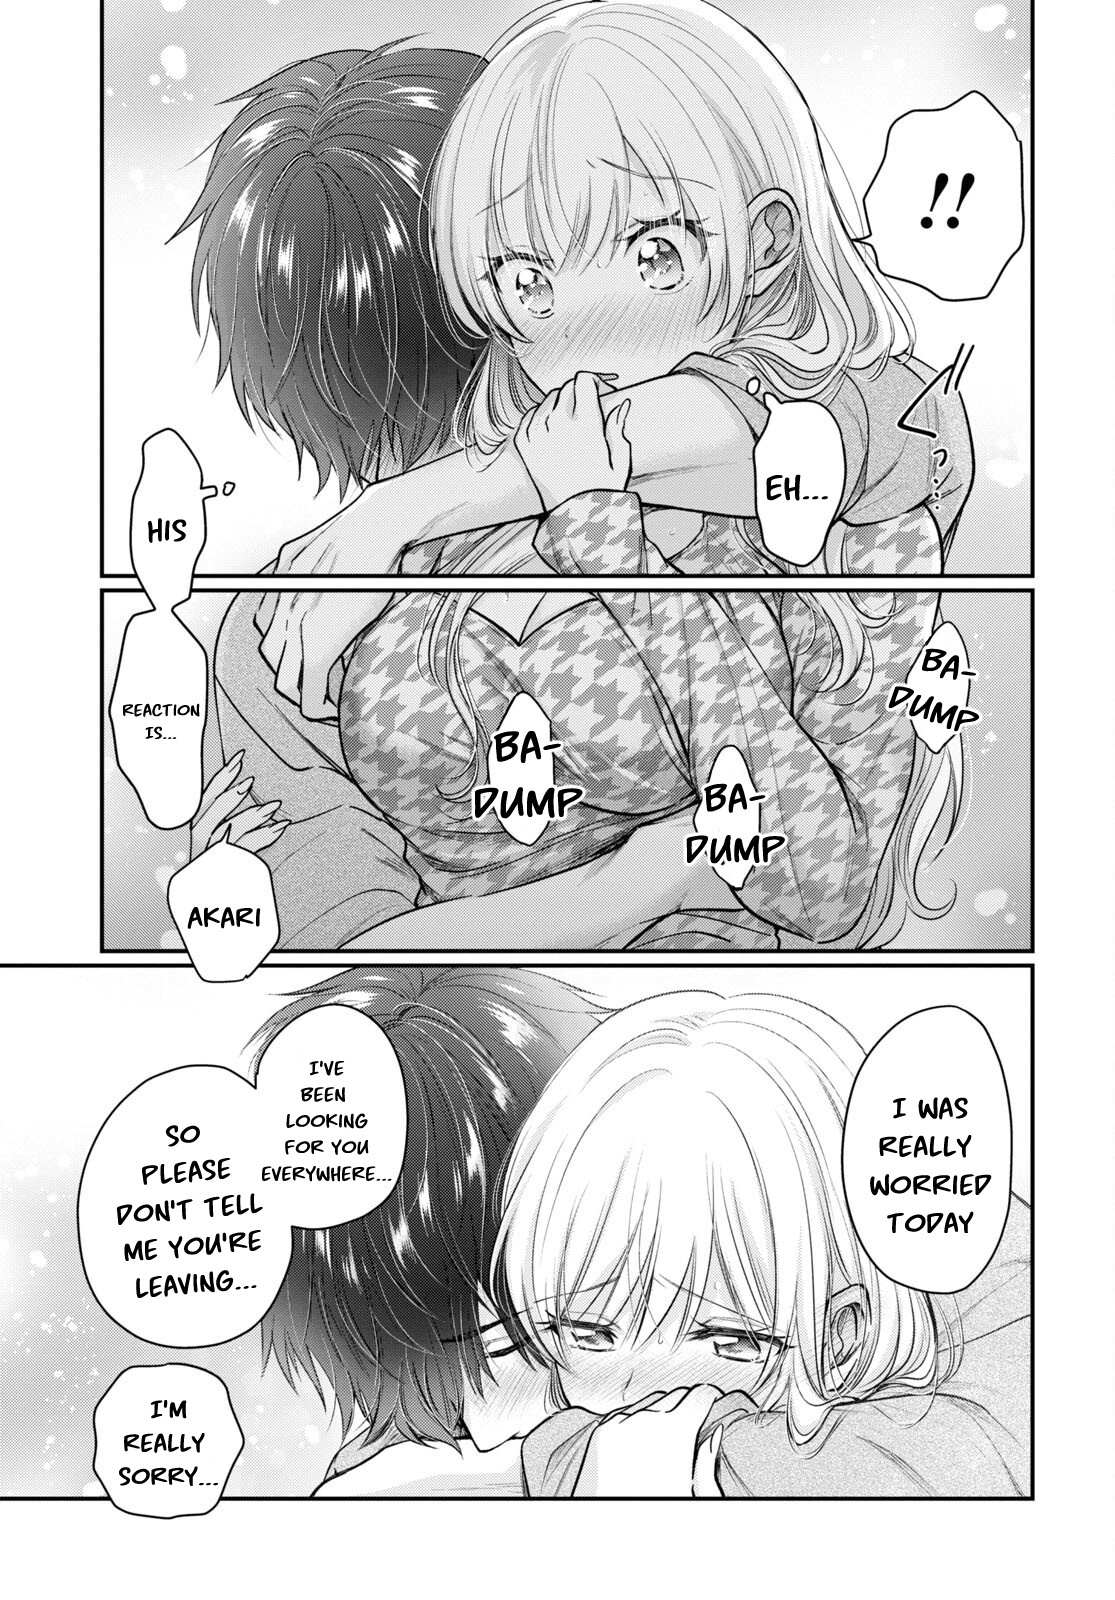 !!
EH...
HIS
REACTION
IS...
BA-
DUMP
BA-
DUMP
BA-
DUMP
AKARI
I WAS
REALLY
WORRIED
TODAY
I'VE
BEEN
LOOKING
FOR YOU
EVERYWHERE...
SO
PLEASE
DON'T TELL
ME YOU'RE
LEAVING...
I'M
REALLY
SORRY...